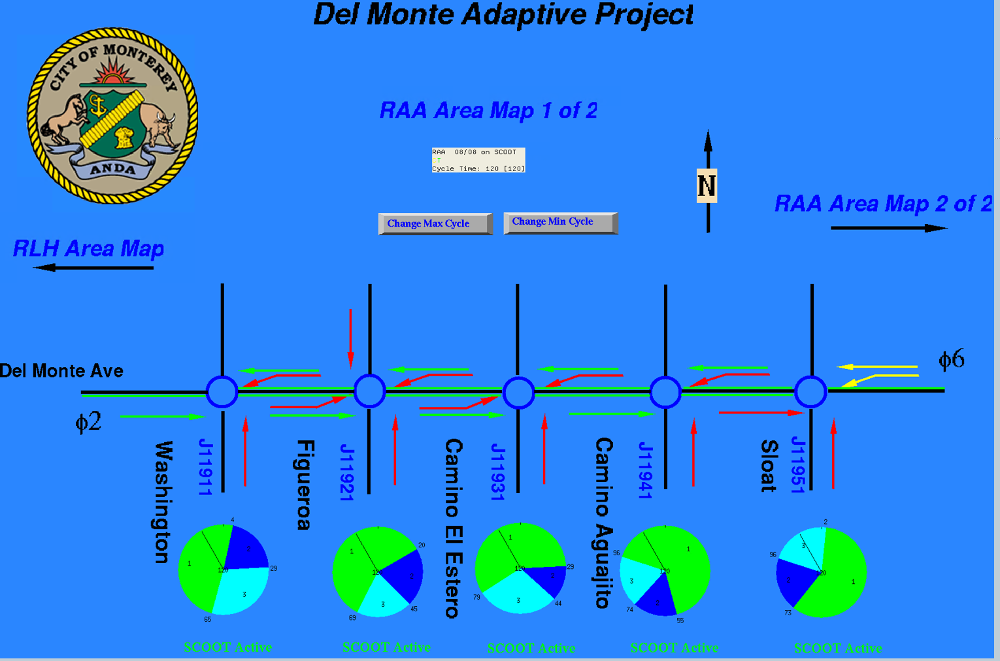 Del Monte Adaptive Project
CITY OF MONTEREY
ANDA
RAA Area Map 1 of 2
RAA 08/08 on SCOOT
CT
Cycle Time: 120 [120]
N
RAA Area Map 2 of 2
Change Max Cycle
Change Min Cycle
RLH Area Map
Del Monte Ave
ϕ6
ϕ2
Washington
J11911
Figueroa
J11921
Camino El Estero
J11931
Camino Aguajito
J11941
Sloat
J11951
4
1
2
120
29
3
65
20
1
120
2
45
3
69
1
29
120
2
44
3
79
96
1
120
3
2
74
55
2
3
96
120
2
1
73
SCOOT Active
SCOOT Active
SCOOT Active
SCOOT Active
SCOOT Active